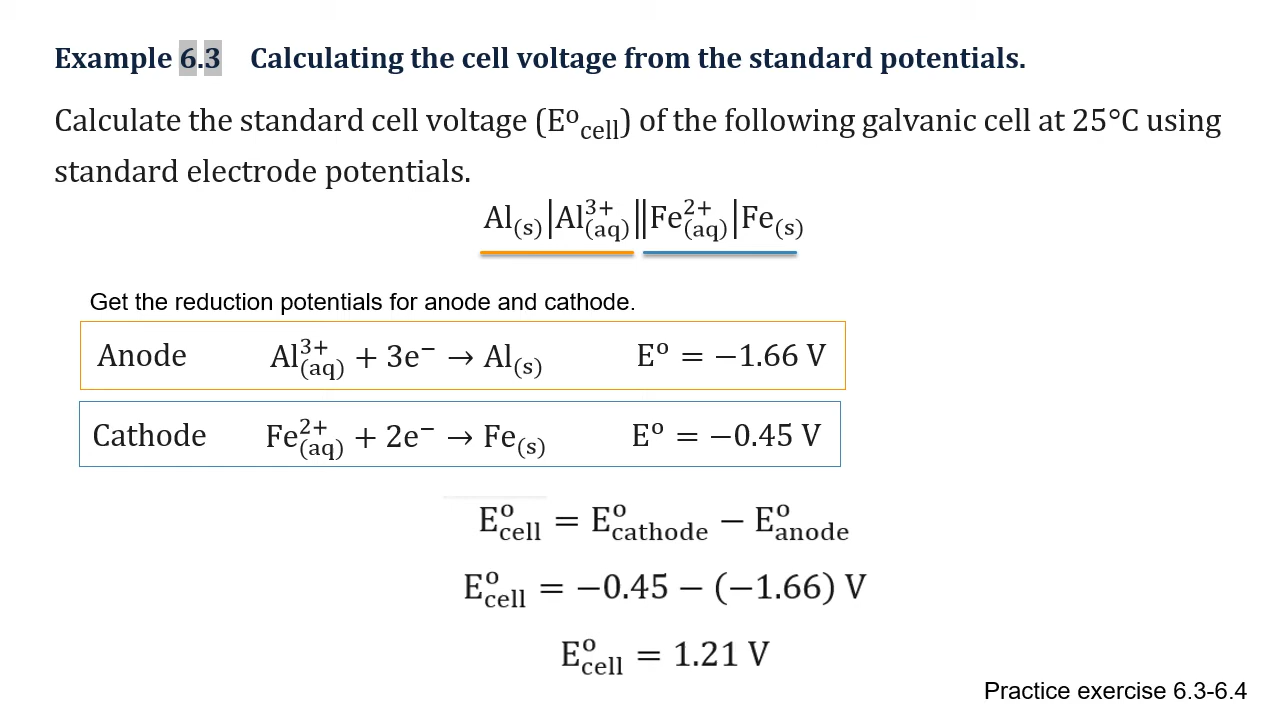 Example 6.3 Calculating the cell voltage from the standard potentials.
Calculate the standard cell voltage (E°cell) of the following galvanic cell at 25°C using
standard electrode potentials.
Al(s)|Al3+(aq)||Fe2+(aq)|Fe(s)
Get the reduction potentials for anode and cathode.
Anode Al3+(aq) + 3e− → Al(s) E° = −1.66 V
Cathode Fe2+(aq) + 2e− → Fe(s) E° = −0.45 V
E°cell = E°cathode − E°anode
E°cell = −0.45 − (−1.66) V
E°cell = 1.21 V
Practice exercise 6.3-6.4